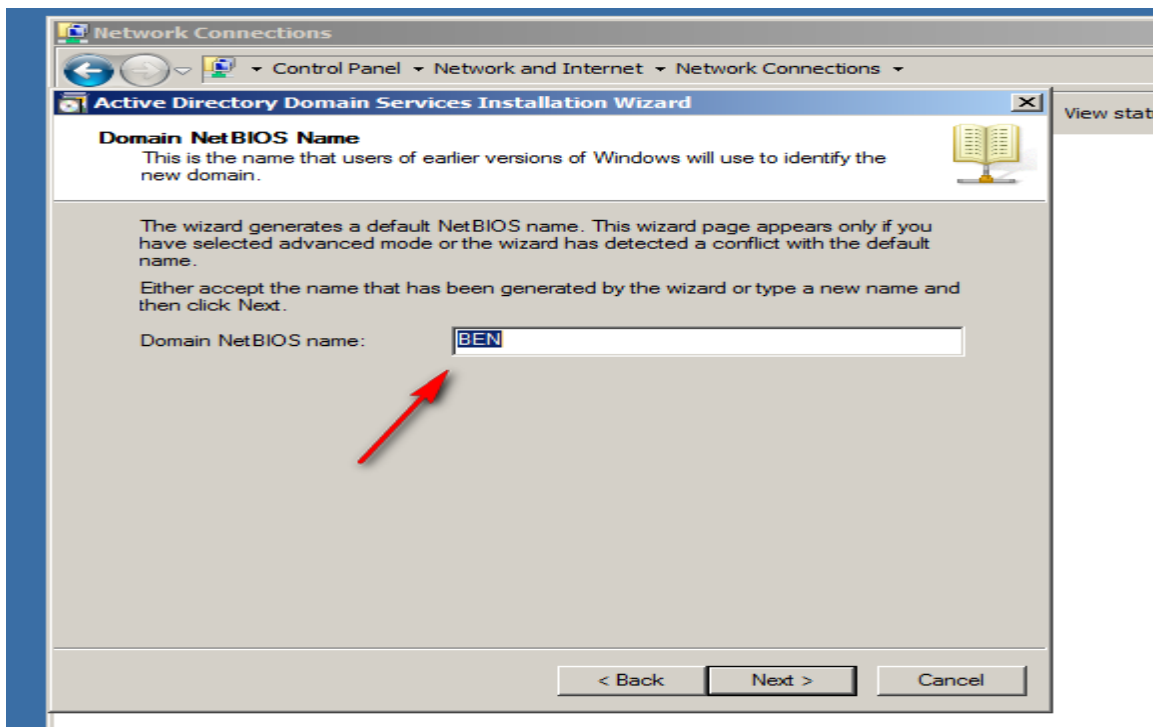 Network Connections
Control Panel Network and Internet Network Connections
Active Directory Domain Services Installation Wizard
View stat
Domain NetBIOS Name
This is the name that users of earlier versions of Windows will use to identify the
new domain.
The wizard generates a default NetBIOS name. This wizard page appears only if you
have selected advanced mode or the wizard has detected a conflict with the default
name.
Either accept the name that has been generated by the wizard or type a new name and
then click Next.
Domain NetBIOS name: BEN
< Back Next > Cancel